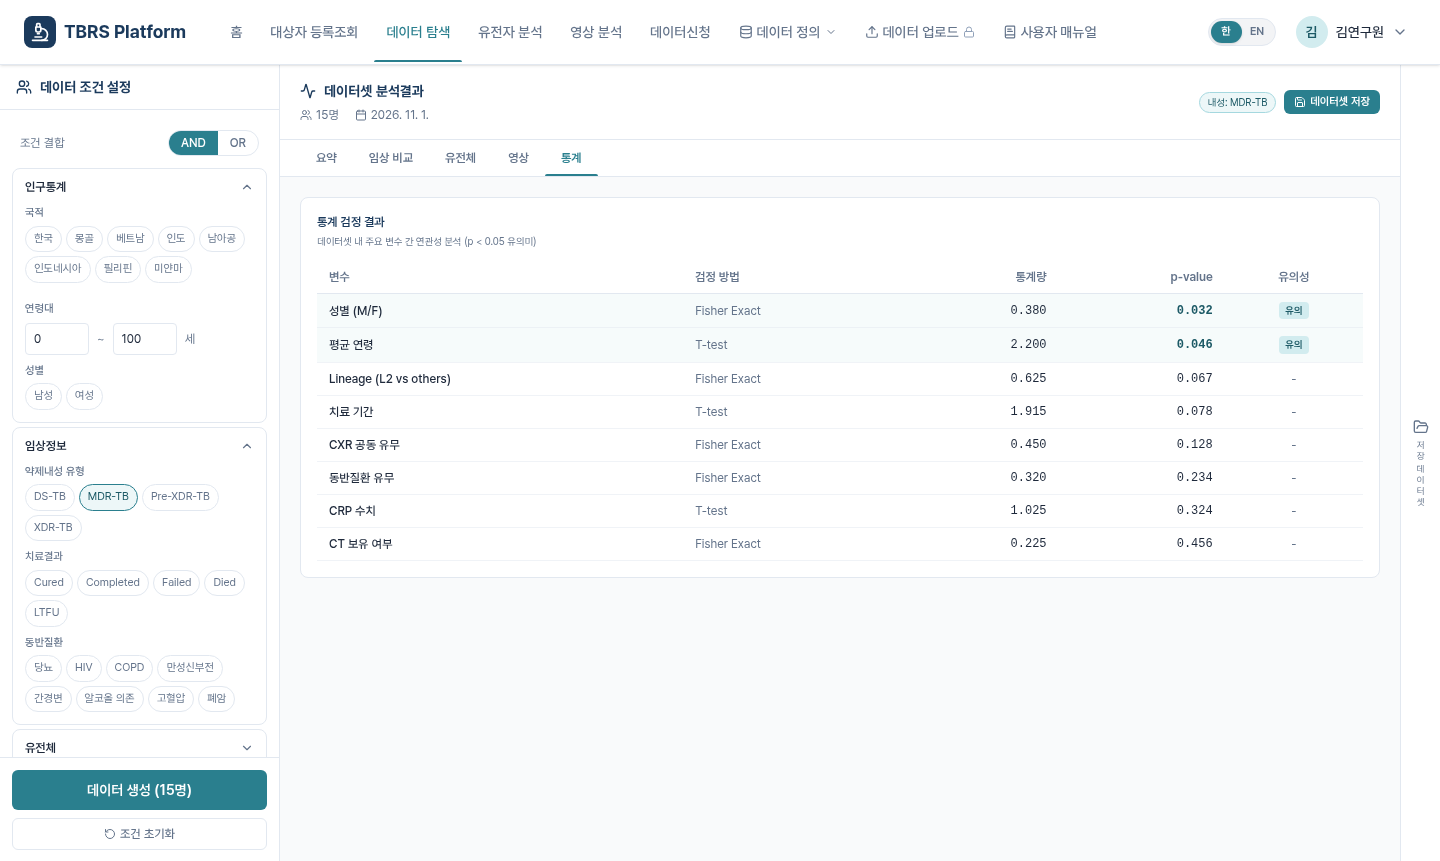 TBRS Platform
홈
대상자 등록조회
데이터 탐색
유전자 분석
영상 분석
데이터신청
데이터 정의
데이터 업로드
사용자 매뉴얼
한
EN
김
김연구원
데이터 조건 설정
조건 결합
AND
OR
인구통계
국적
한국
몽골
베트남
인도
남아공
인도네시아
필리핀
미얀마
연령대
0 ~ 100 세
성별
남성
여성
임상정보
약제내성 유형
DS-TB
MDR-TB
Pre-XDR-TB
XDR-TB
치료결과
Cured
Completed
Failed
Died
LTFU
동반질환
당뇨
HIV
COPD
만성신부전
간경변
알코올 의존
고혈압
폐암
유전체
데이터 생성 (15명)
조건 초기화
데이터셋 분석결과
15명
2026. 11. 1.
내성: MDR-TB
데이터셋 저장
요약
임상 비교
유전체
영상
통계
통계 검정 결과
데이터셋 내 주요 변수 간 연관성 분석 (p < 0.05 유의미)
변수 검정 방법 통계량 p-value 유의성
성별 (M/F) Fisher Exact 0.380 0.032 유의
평균 연령 T-test 2.200 0.046 유의
Lineage (L2 vs others) Fisher Exact 0.625 0.067 -
치료 기간 T-test 1.915 0.078 -
CXR 공동 유무 Fisher Exact 0.450 0.128 -
동반질환 유무 Fisher Exact 0.320 0.234 -
CRP 수치 T-test 1.025 0.324 -
CT 보유 여부 Fisher Exact 0.225 0.456 -
저장 데이터셋